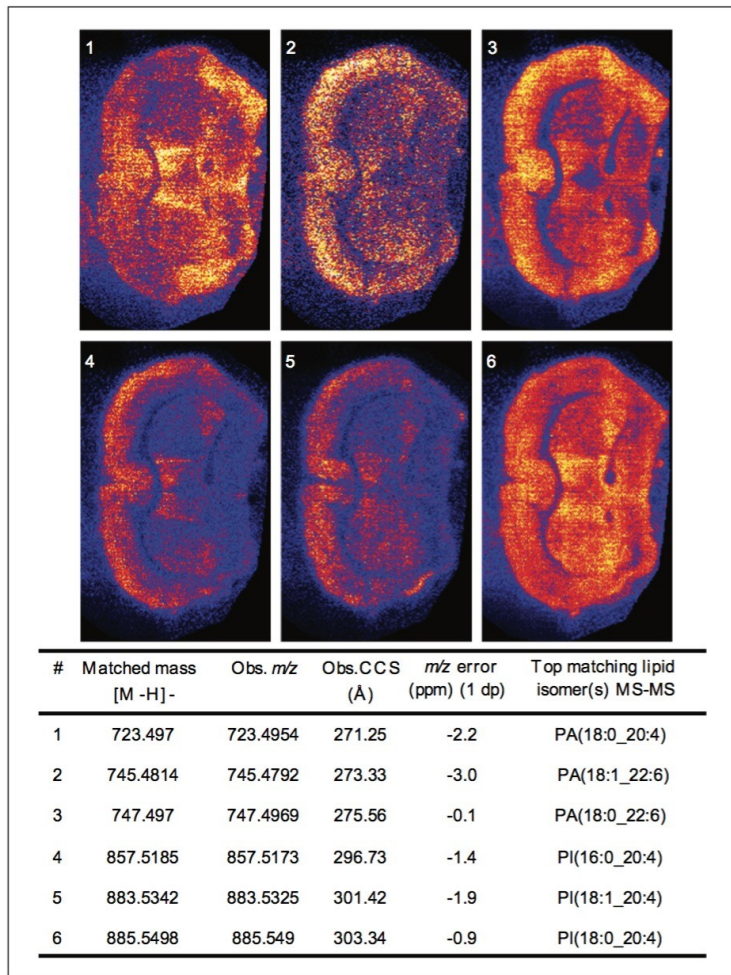 1
2
3
4
5
6
# Matched mass Obs. m/z Obs.CCS m/z error Top matching lipid
[M -H] - (Å) (ppm) (1 dp) isomer(s) MS-MS
1 723.497 723.4954 271.25 -2.2 PA(18:0_20:4)
2 745.4814 745.4792 273.33 -3.0 PA(18:1_22:6)
3 747.497 747.4969 275.56 -0.1 PA(18:0_22:6)
4 857.5185 857.5173 296.73 -1.4 PI(16:0_20:4)
5 883.5342 883.5325 301.42 -1.9 PI(18:1_20:4)
6 885.5498 885.549 303.34 -0.9 PI(18:0_20:4)